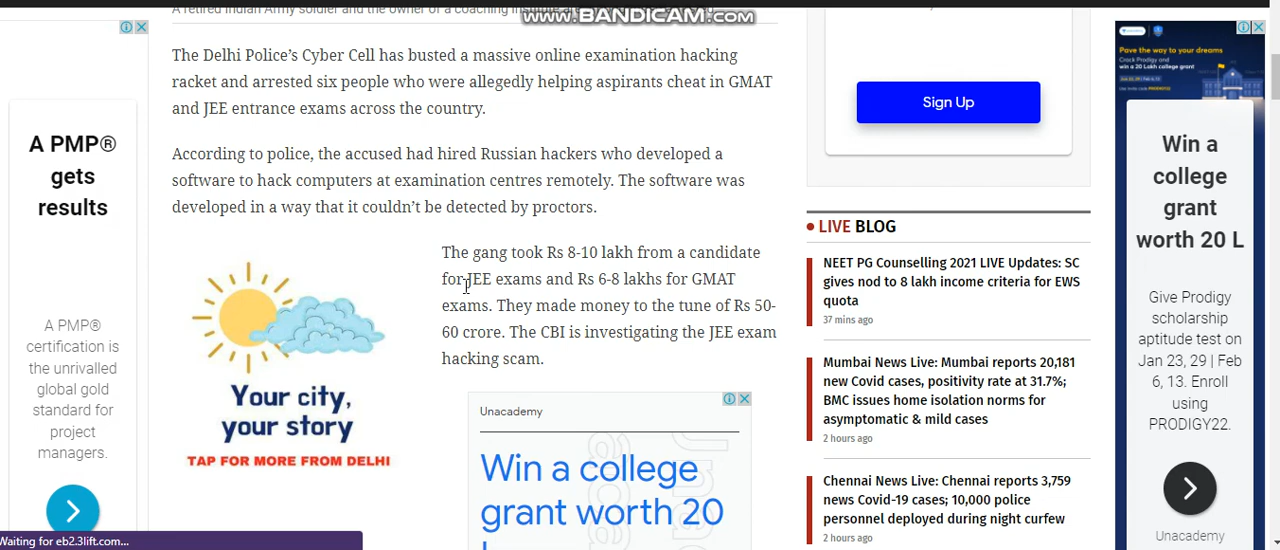 www.BANDICAM.com
A retired Indian Army soldier and the owner of a coaching institute are
The Delhi Police's Cyber Cell has busted a massive online examination hacking
racket and arrested six people who were allegedly helping aspirants cheat in GMAT
and JEE entrance exams across the country.
According to police, the accused had hired Russian hackers who developed a
software to hack computers at examination centres remotely. The software was
developed in a way that it couldn't be detected by proctors.
The gang took Rs 8-10 lakh from a candidate
for JEE exams and Rs 6-8 lakhs for GMAT
exams. They made money to the tune of Rs 50-
60 crore. The CBI is investigating the JEE exam
hacking scam.
Your city,
your story
TAP FOR MORE FROM DELHI
Unacademy
Win a college
grant worth 20
A PMP®
gets
results
A PMP®
certification is
the unrivalled
global gold
standard for
project
managers.
Waiting for eb2.3lift.com...
Sign Up
LIVE BLOG
NEET PG Counselling 2021 LIVE Updates: SC
gives nod to 8 lakh income criteria for EWS
quota
37 mins ago
Mumbai News Live: Mumbai reports 20,181
new Covid cases, positivity rate at 31.7%;
BMC issues home isolation norms for
asymptomatic & mild cases
2 hours ago
Chennai News Live: Chennai reports 3,759
news Covid-19 cases; 10,000 police
personnel deployed during night curfew
2 hours ago
Pave the way to your dreams
Crack Prodigy and
win a 20 Lakh college grant
Win a
college
grant
worth 20 L
Give Prodigy
scholarship
aptitude test on
Jan 23, 29 | Feb
6, 13. Enroll
using
PRODIGY22.
Unacademy